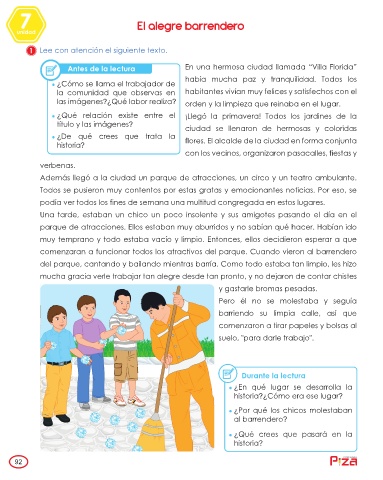 7
unidad
El alegre barrendero
1 Lee con atención el siguiente texto.
Antes de la lectura
¿Cómo se llama el trabajador de
la comunidad que observas en
las imágenes?¿Qué labor realiza?
¿Qué relación existe entre el
título y las imágenes?
¿De qué crees que trata la
historia?
En una hermosa ciudad llamada “Villa Florida”
había mucha paz y tranquilidad. Todos los
habitantes vivían muy felices y satisfechos con el
orden y la limpieza que reinaba en el lugar.
¡Llegó la primavera! Todos los jardines de la
ciudad se llenaron de hermosas y coloridas
flores. El alcalde de la ciudad en forma conjunta
con los vecinos, organizaron pasacalles, fiestas y
verbenas.
Además llegó a la ciudad un parque de atracciones, un circo y un teatro ambulante.
Todos se pusieron muy contentos por estas gratas y emocionantes noticias. Por eso, se
podía ver todos los fines de semana una multitud congregada en estos lugares.
Una tarde, estaban un chico un poco insolente y sus amigotes pasando el día en el
parque de atracciones. Ellos estaban muy aburridos y no sabían qué hacer. Habían ido
muy temprano y todo estaba vacío y limpio. Entonces, ellos decidieron esperar a que
comenzaran a funcionar todos los atractivos del parque. Cuando vieron al barrendero
del parque, cantando y bailando mientras barría. Como todo estaba tan limpio, les hizo
mucha gracia verle trabajar tan alegre desde tan pronto, y no dejaron de contar chistes
y gastarle bromas pesadas.
Pero él no se molestaba y seguía
barriendo su limpia calle, así que
comenzaron a tirar papeles y bolsas al
suelo, "para darle trabajo".
Durante la lectura
¿En qué lugar se desarrolla la
historia?¿Cómo era ese lugar?
¿Por qué los chicos molestaban
al barrendero?
¿Qué crees que pasará en la
historia?
92